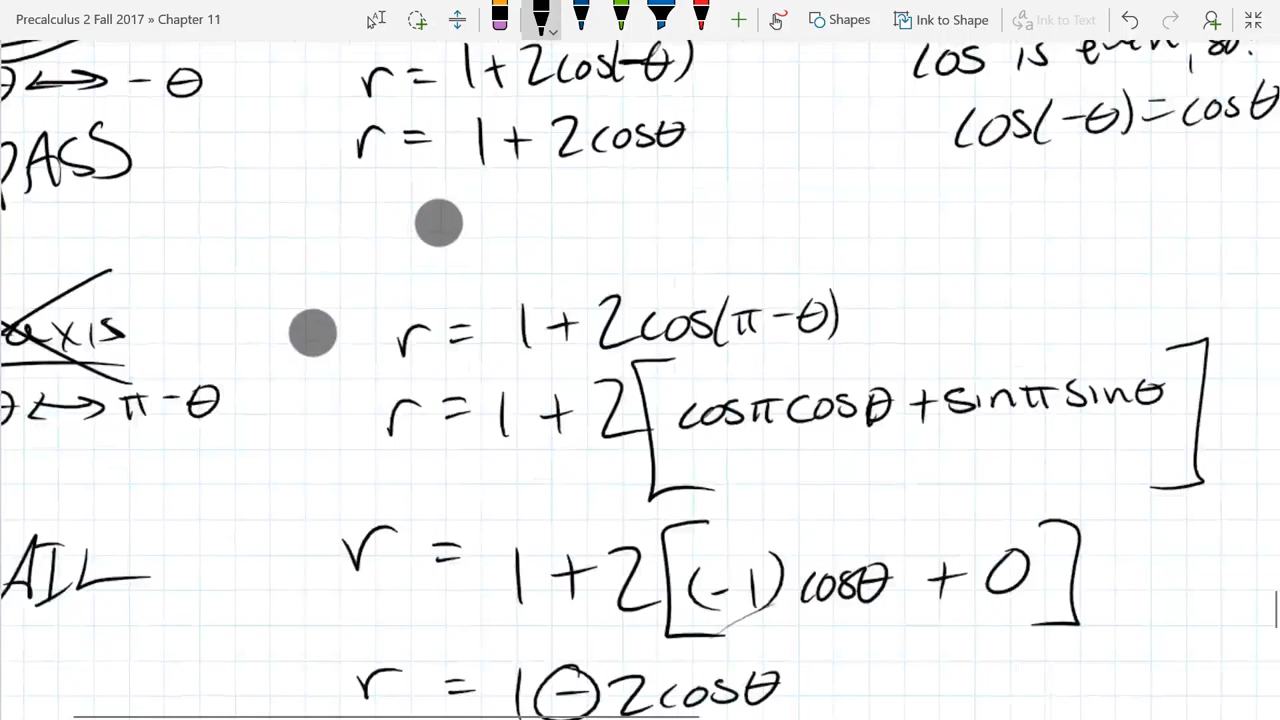 Precalculus 2 Fall 2017 » Chapter 11
Shapes
Ink to Shape
Ink to Text
r = 1+2cos(-θ)
cos is even, so:
θ ↔ -θ
r = 1+2cosθ
cos(-θ)=cosθ
PASS
r = 1+2cos(π-θ)
axis
θ ↔ π-θ
r = 1+2[cosπcosθ+sinπsinθ]
AIL
r = 1+2[(-1)cosθ+0]
r = 1-2cosθ